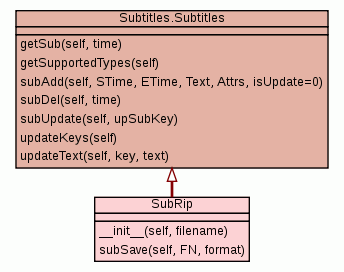 Subtitles.Subtitles
getSub(self, time)
getSupportedTypes(self)
subAdd(self, STime, ETime, Text, Attrs, isUpdate=0)
subDel(self, time)
subUpdate(self, upSubKey)
updateKeys(self)
updateText(self, key, text)
SubRip
__init__(self, filename)
subSave(self, FN, format)